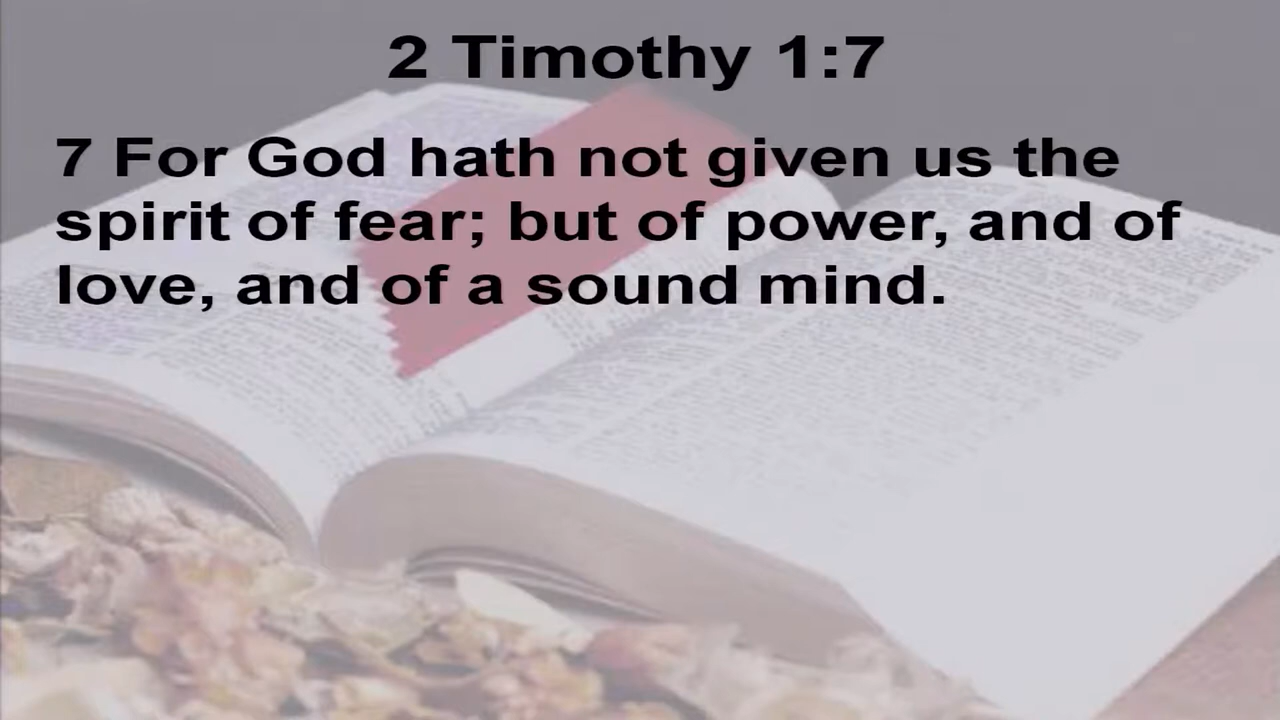 2 Timothy 1:7
7 For God hath not given us the
spirit of fear; but of power, and of
love, and of a sound mind.